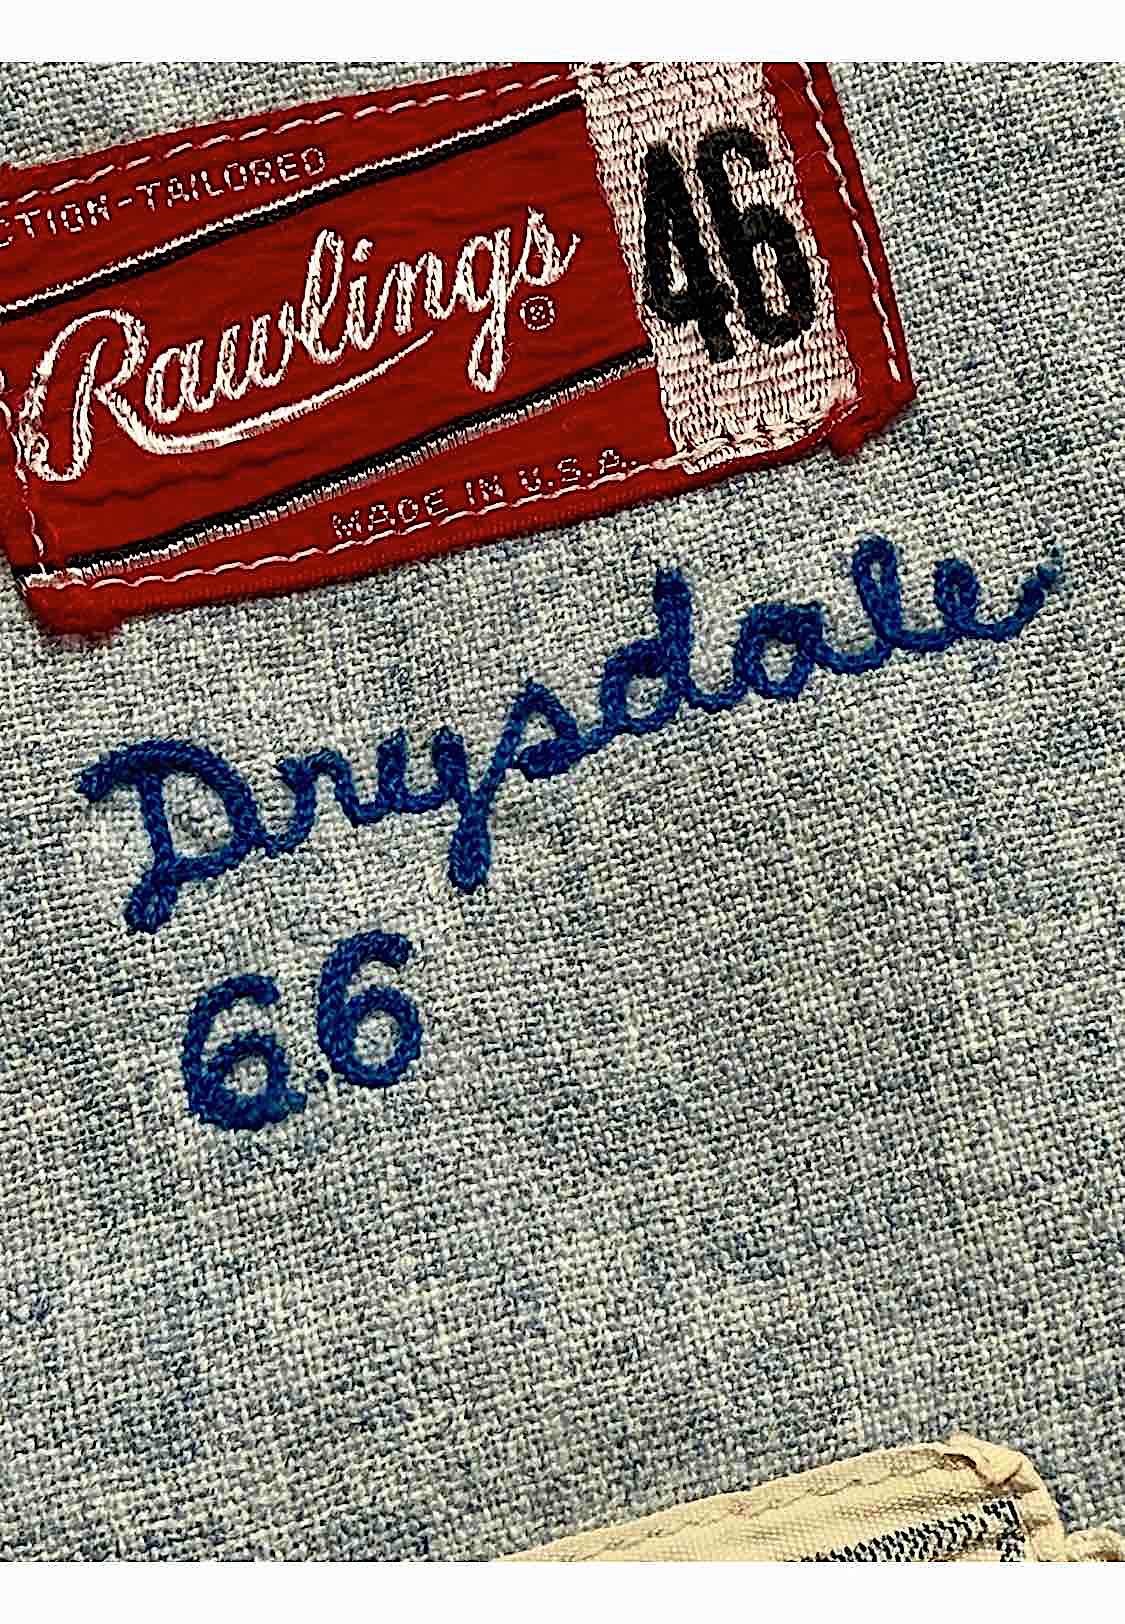 CTION-TAILORED
Rawlings®
46
MADE IN U.S.A.
Drysdale
66